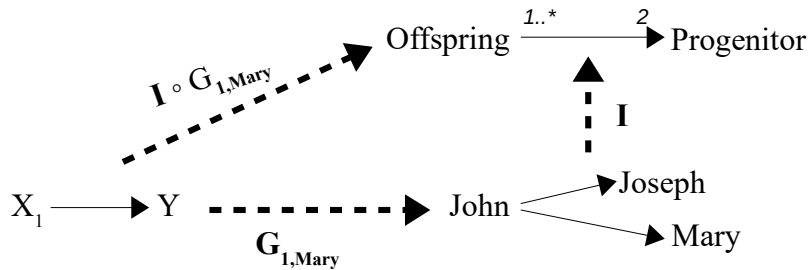 Offspring 1..* 2 Progenitor
I ∘ G1,Mary
I
X1 Y John Joseph
Mary
G1,Mary